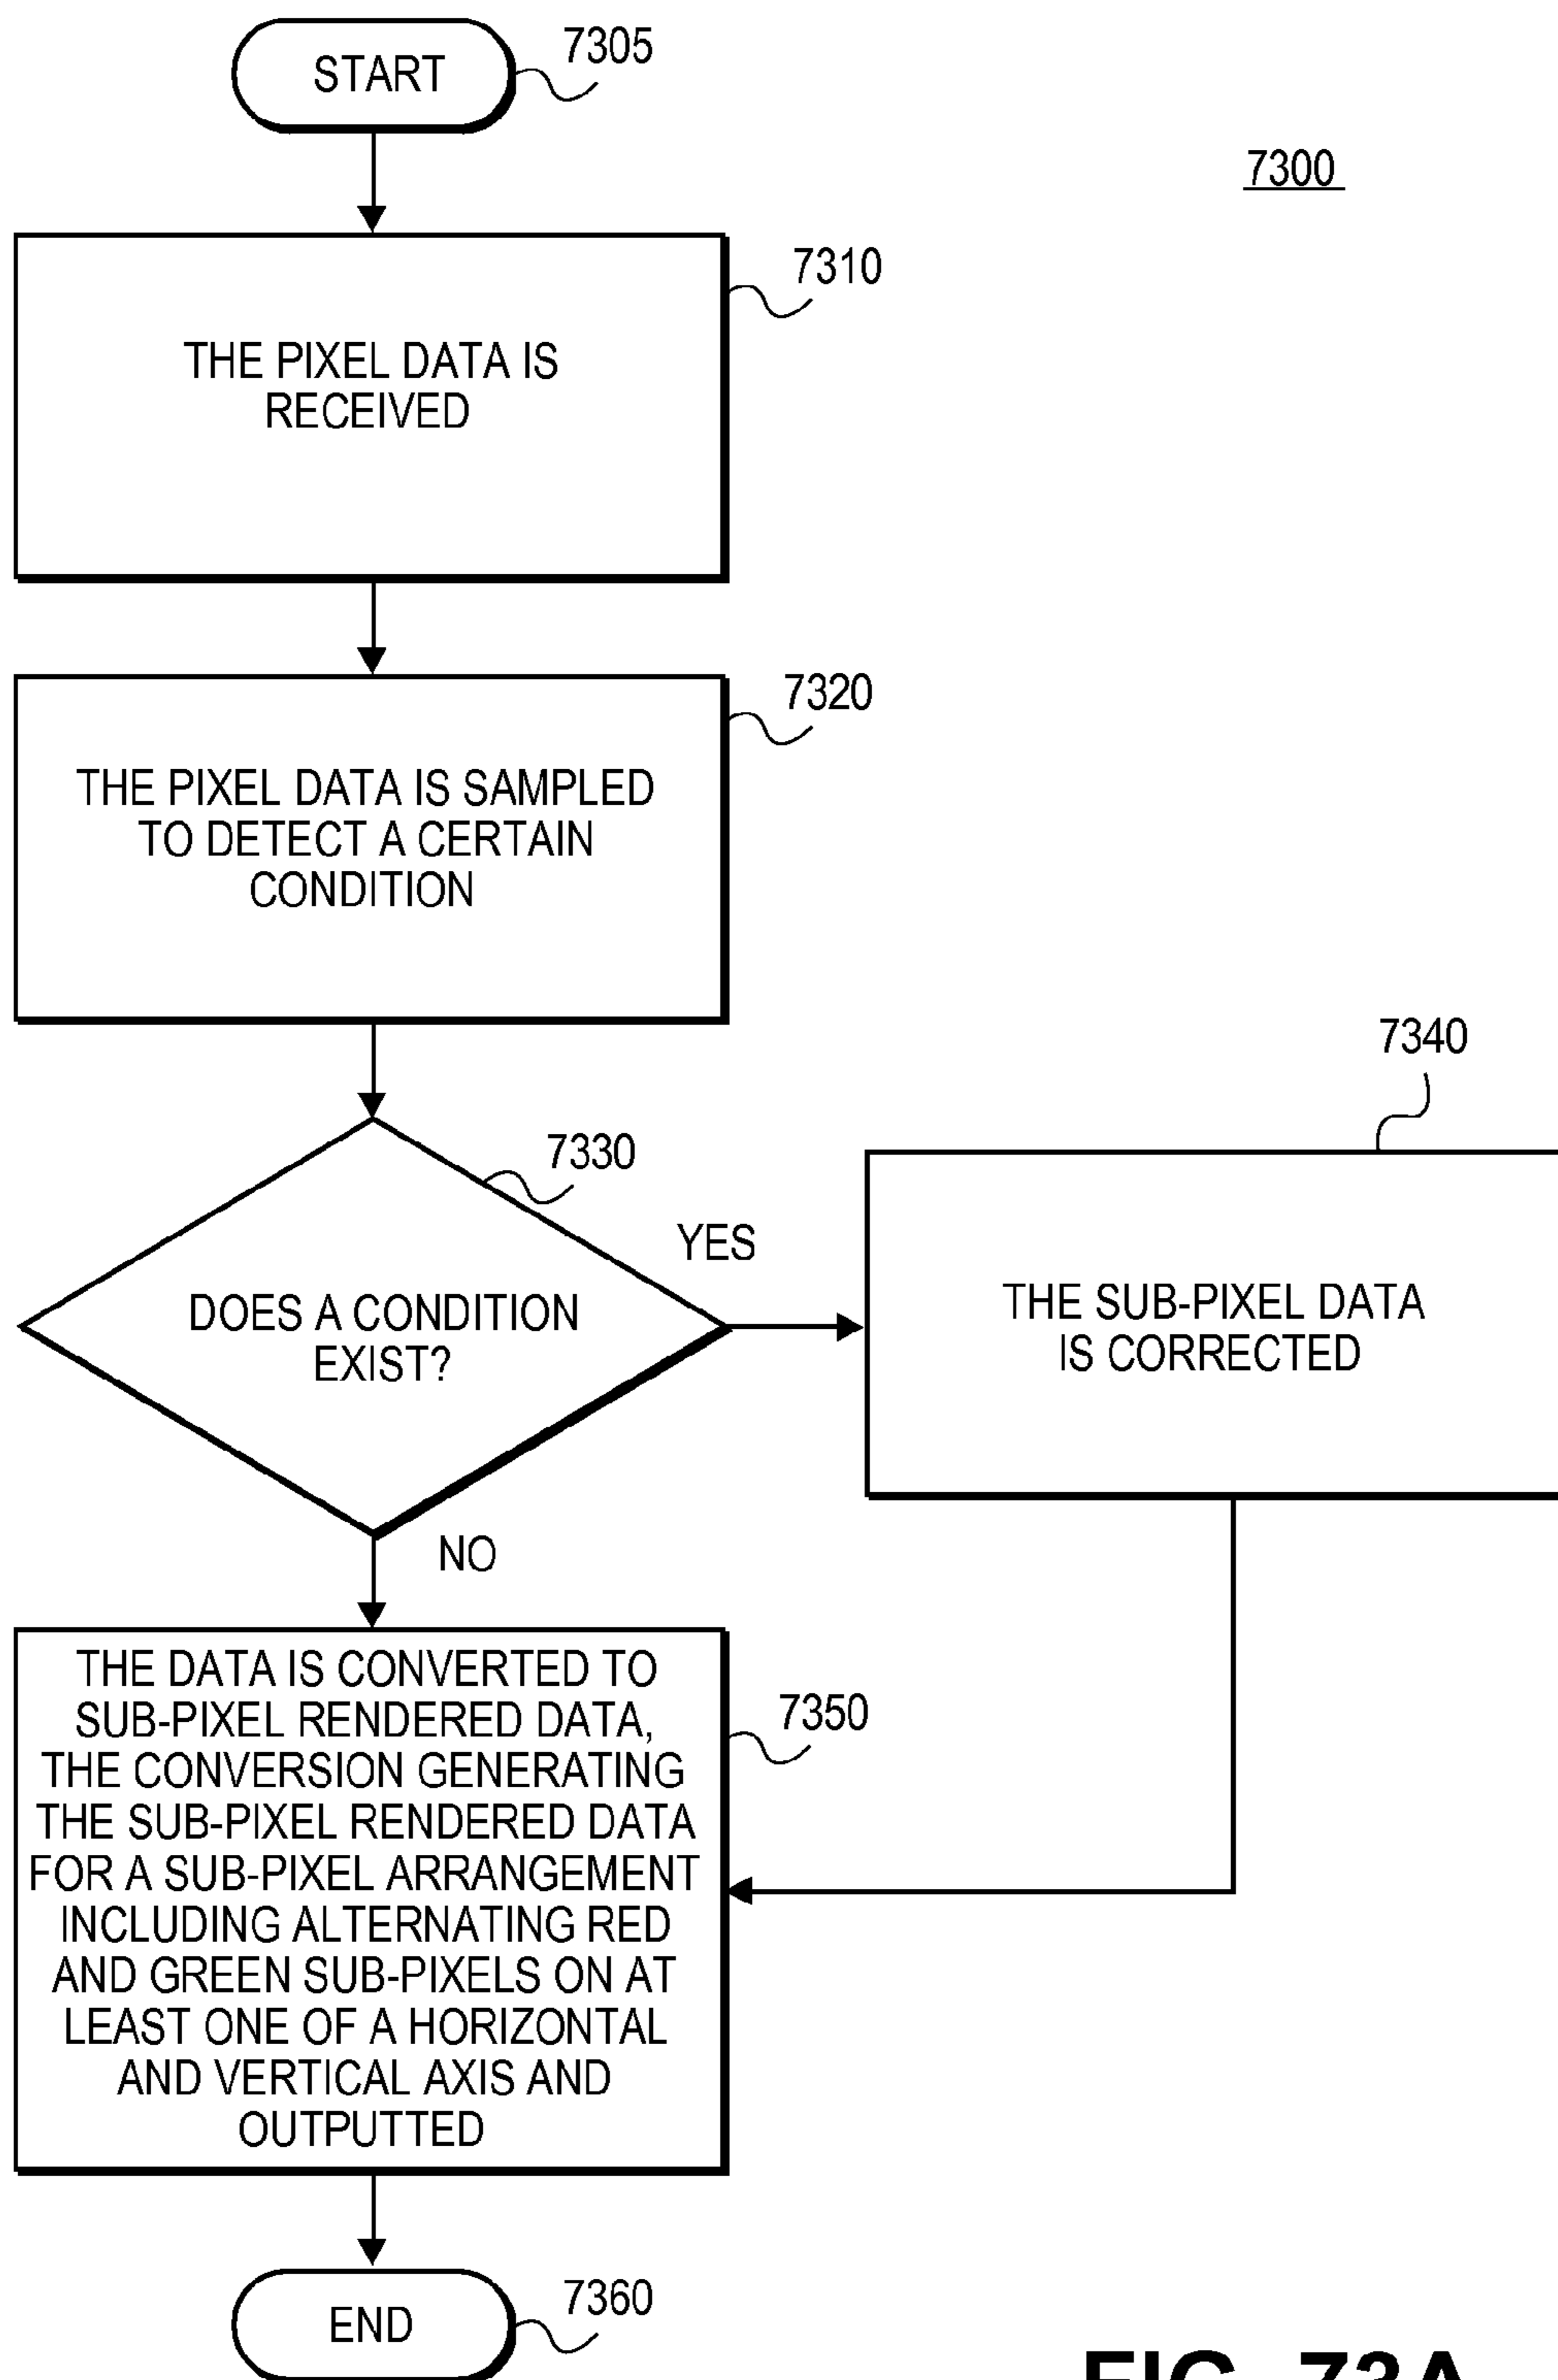 START
7305
7300
THE PIXEL DATA IS
RECEIVED
7310
THE PIXEL DATA IS SAMPLED
TO DETECT A CERTAIN
CONDITION
7320
DOES A CONDITION
EXIST?
7330
YES
NO
7340
THE SUB-PIXEL DATA
IS CORRECTED
THE DATA IS CONVERTED TO
SUB-PIXEL RENDERED DATA,
THE CONVERSION GENERATING
THE SUB-PIXEL RENDERED DATA
FOR A SUB-PIXEL ARRANGEMENT
INCLUDING ALTERNATING RED
AND GREEN SUB-PIXELS ON AT
LEAST ONE OF A HORIZONTAL
AND VERTICAL AXIS AND
OUTPUTTED
7350
END
7360
FIG. 73A